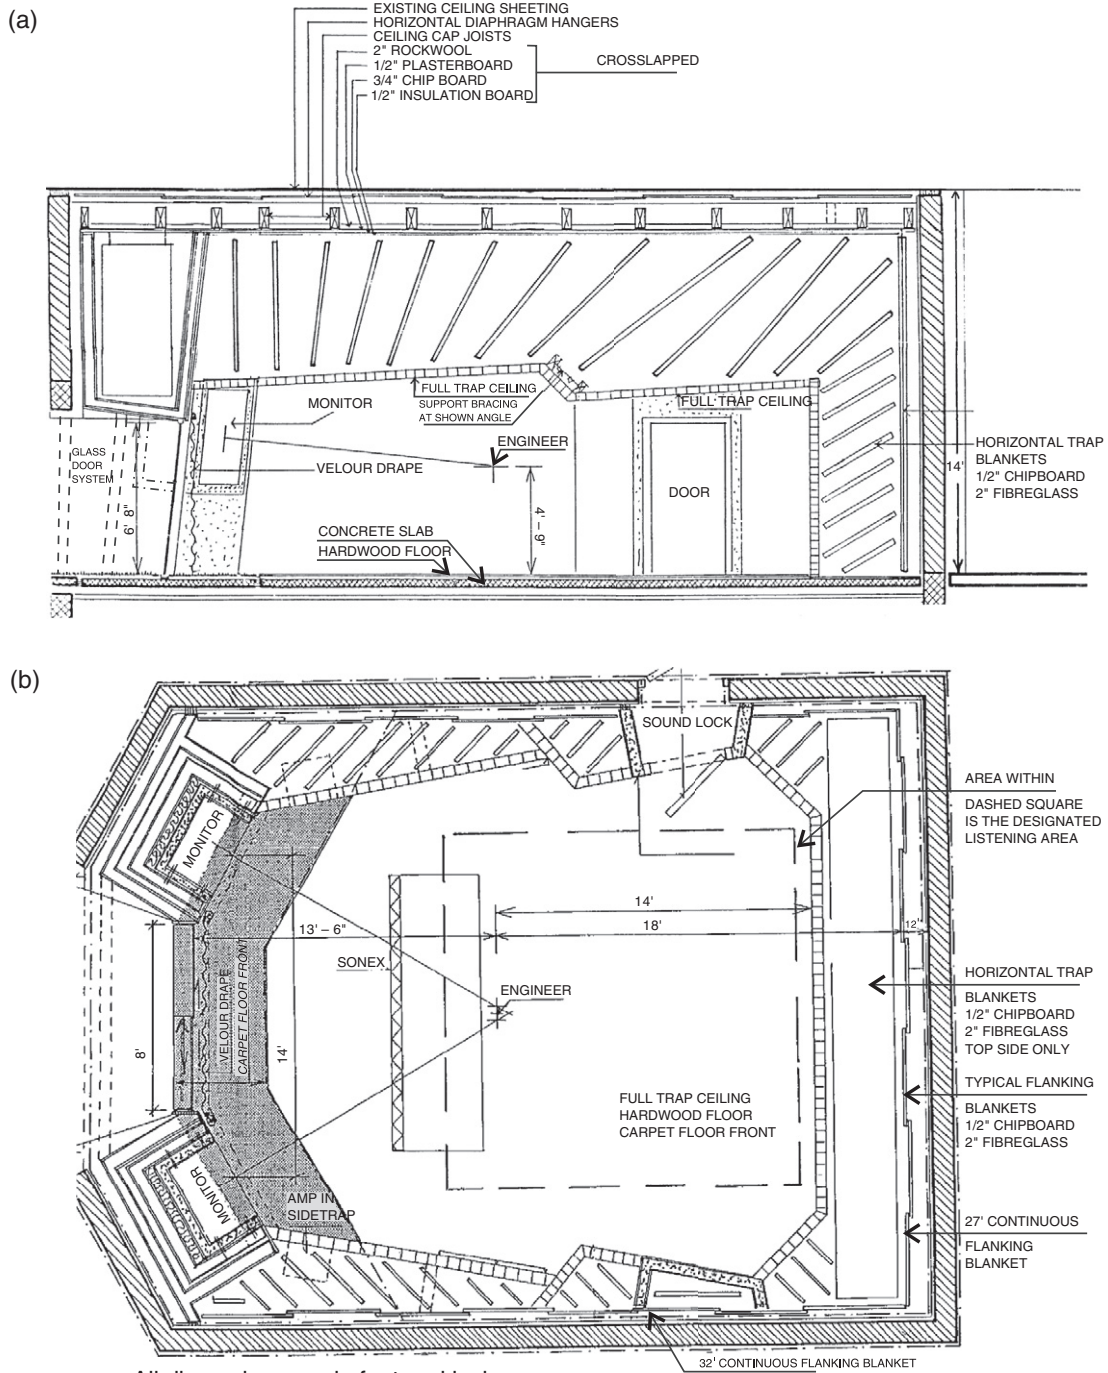 (a)
EXISTING CEILING SHEETING
HORIZONTAL DIAPHRAGM HANGERS
CEILING CAP JOISTS
2" ROCKWOOL
1/2" PLASTERBOARD
3/4" CHIP BOARD
1/2" INSULATION BOARD
CROSSLAPPED
FULL TRAP CEILING
SUPPORT BRACING
AT SHOWN ANGLE
FULL TRAP CEILING
MONITOR
ENGINEER
VELOUR DRAPE
GLASS
DOOR
SYSTEM
6' 8"
4' – 9"
DOOR
14'
HORIZONTAL TRAP
BLANKETS
1/2" CHIPBOARD
2" FIBREGLASS
CONCRETE SLAB
HARDWOOD FLOOR
(b)
SOUND LOCK
MONITOR
AREA WITHIN
DASHED SQUARE
IS THE DESIGNATED
LISTENING AREA
14'
13' – 6"
18'
12"
SONEX
ENGINEER
VELOUR DRAPE
CARPET FLOOR FRONT
14'
8'
HORIZONTAL TRAP
BLANKETS
1/2" CHIPBOARD
2" FIBREGLASS
TOP SIDE ONLY
TYPICAL FLANKING
BLANKETS
1/2" CHIPBOARD
2" FIBREGLASS
FULL TRAP CEILING
HARDWOOD FLOOR
CARPET FLOOR FRONT
MONITOR
AMP IN
SIDETRAP
27' CONTINUOUS
FLANKING
BLANKET
32' CONTINUOUS FLANKING BLANKET